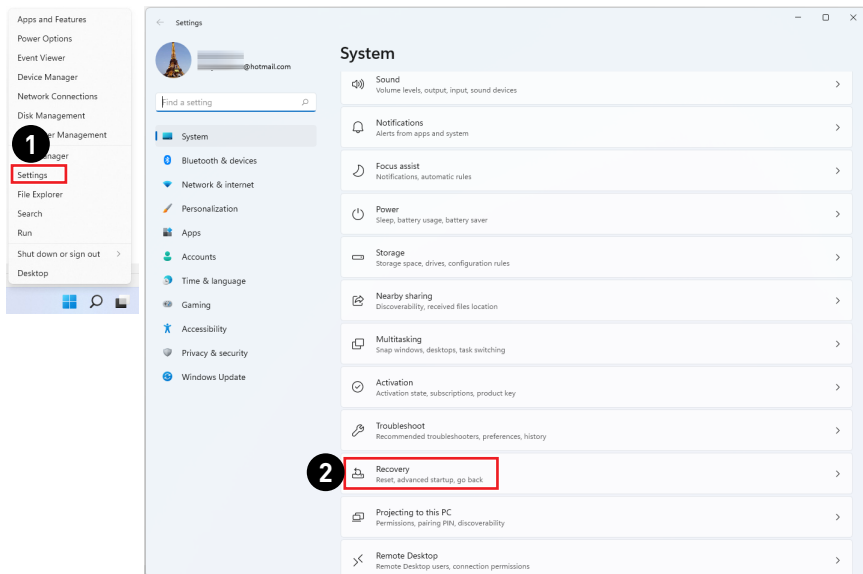 Apps and Features
Power Options
Event Viewer
Device Manager
Network Connections
Disk Management
er Management
1
anager
Settings
File Explorer
Search
Run
Shut down or sign out
Desktop
Settings
@hotmail.com
Find a setting
System
Bluetooth & devices
Network & internet
Personalization
Apps
Accounts
Time & language
Gaming
Accessibility
Privacy & security
Windows Update
System
Sound
Volume levels, output, input, sound devices
Notifications
Alerts from apps and system
Focus assist
Notifications, automatic rules
Power
Sleep, battery usage, battery saver
Storage
Storage space, drives, configuration rules
Nearby sharing
Discoverability, received files location
Multitasking
Snap windows, desktops, task switching
Activation
Activation state, subscriptions, product key
Troubleshoot
Recommended troubleshooters, preferences, history
2
Recovery
Reset, advanced startup, go back
Projecting to this PC
Permissions, pairing PIN, discoverability
Remote Desktop
Remote Desktop users, connection permissions